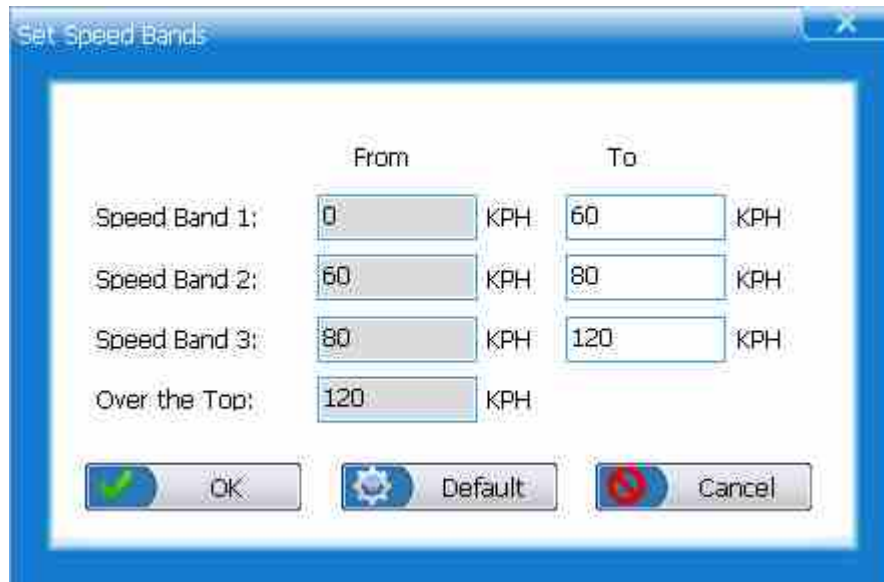 Set Speed Bands
From To
Speed Band 1: 0 KPH 60 KPH
Speed Band 2: 60 KPH 80 KPH
Speed Band 3: 80 KPH 120 KPH
Over the Top: 120 KPH
OK Default Cancel